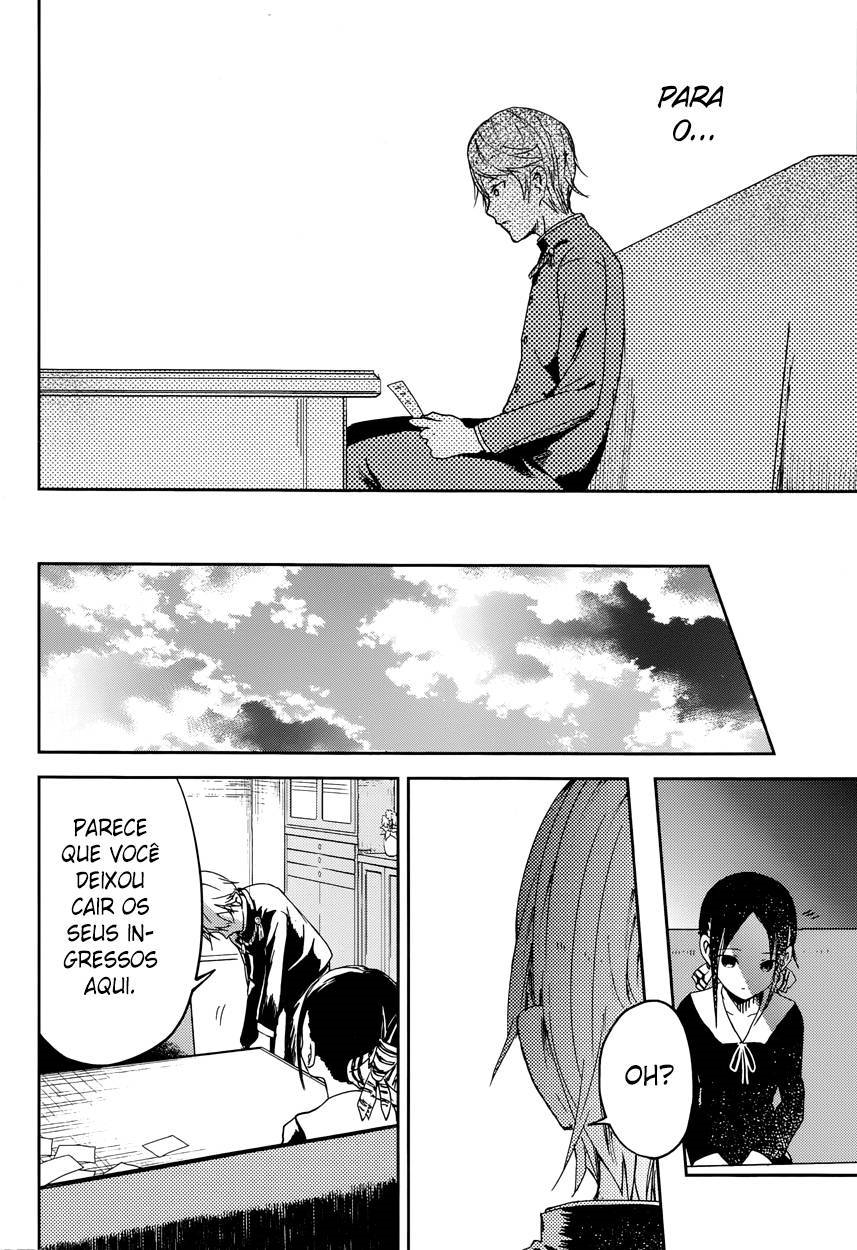 PARA
O...
OH?
PARECE
QUE VOCÊ
DEIXOU
CAIR OS
SEUS IN-
GRESSOS
AQUI.